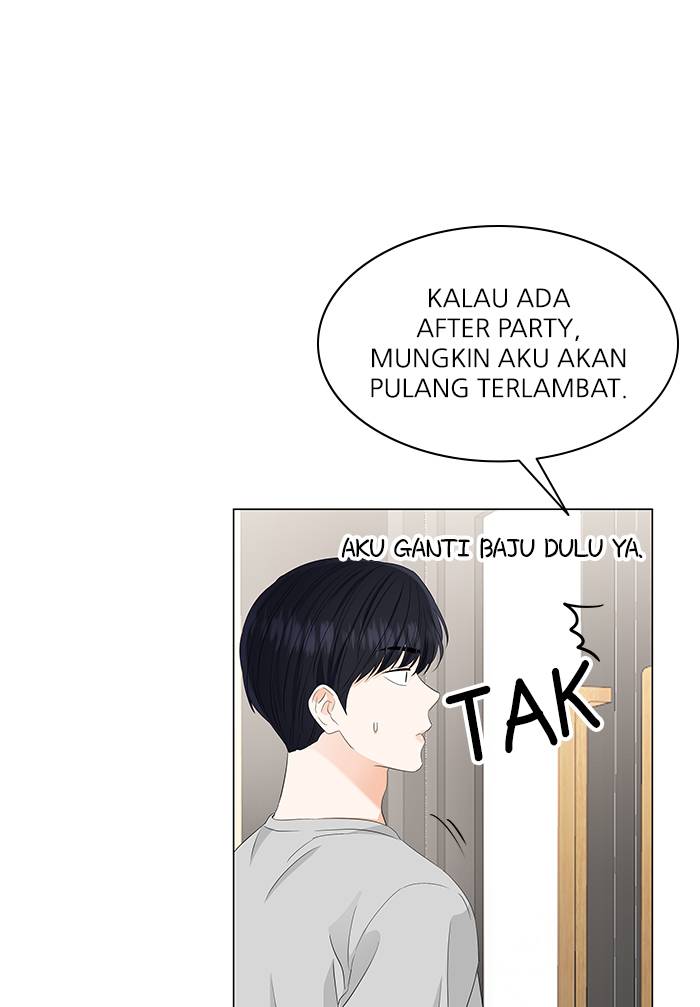 KALAU ADA
AFTER PARTY,
MUNGKIN AKU AKAN
PULANG TERLAMBAT.
AKU GANTI BAJU DULU YA.
TAK